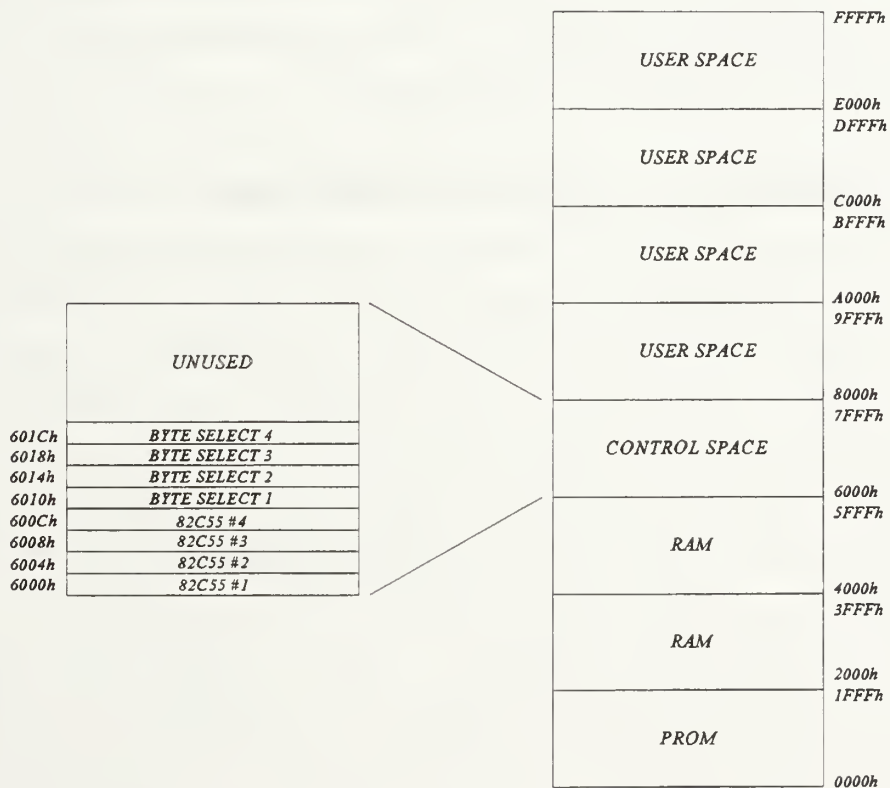 FFFFh
USER SPACE
E000h
DFFFh
USER SPACE
C000h
BFFFh
USER SPACE
A000h
9FFFh
USER SPACE
8000h
7FFFh
CONTROL SPACE
6000h
5FFFh
RAM
4000h
3FFFh
RAM
2000h
1FFFh
PROM
0000h
UNUSED
601Ch BYTE SELECT 4
6018h BYTE SELECT 3
6014h BYTE SELECT 2
6010h BYTE SELECT 1
600Ch 82C55 #4
6008h 82C55 #3
6004h 82C55 #2
6000h 82C55 #1